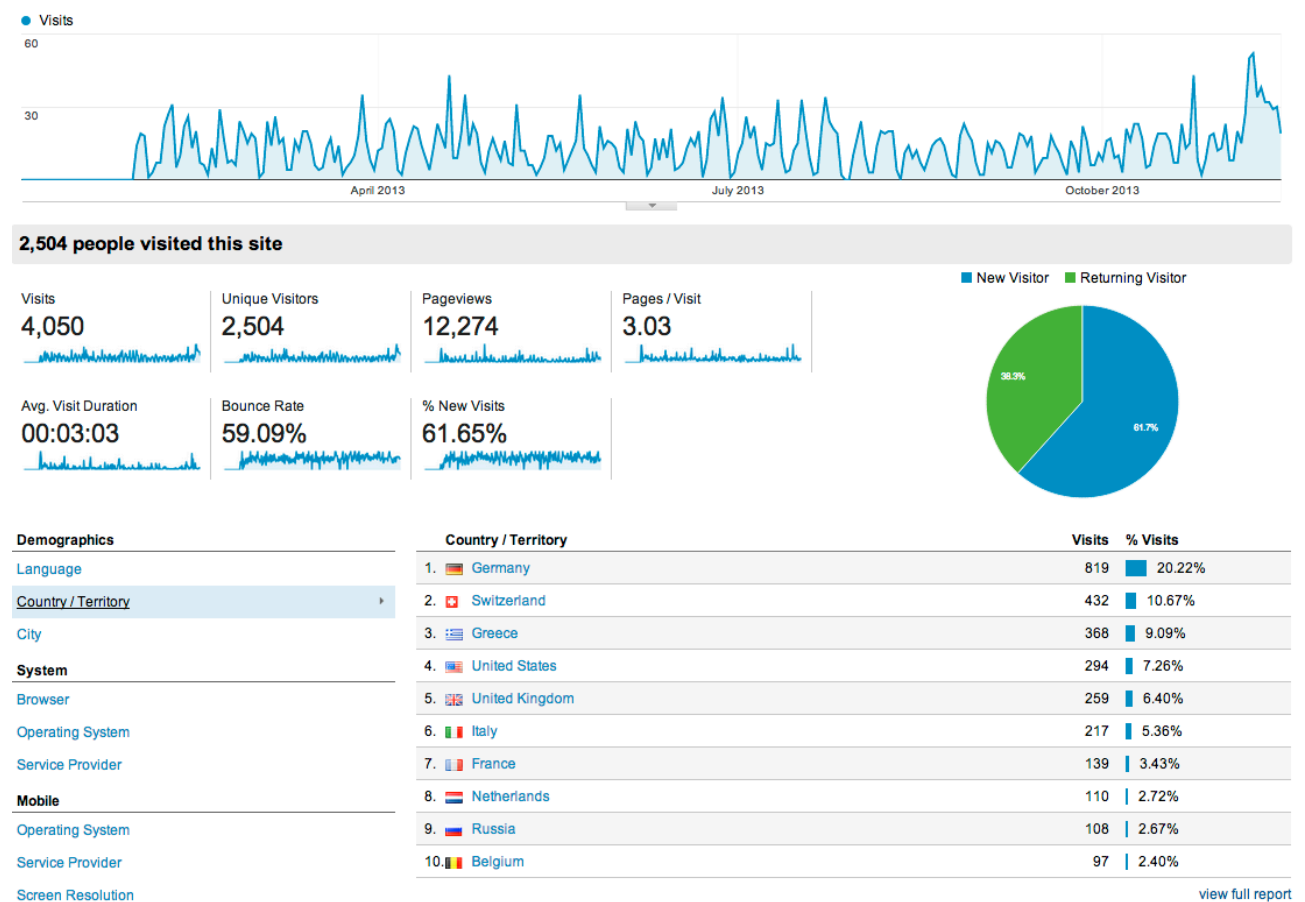 Visits
60
30
April 2013 July 2013 October 2013
2,504 people visited this site
New Visitor Returning Visitor
Visits Unique Visitors Pageviews Pages / Visit
4,050 2,504 12,274 3.03
38.3%
61.7%
Avg. Visit Duration Bounce Rate % New Visits
00:03:03 59.09% 61.65%
Demographics
Language
Country / Territory
City
System
Browser
Operating System
Service Provider
Mobile
Operating System
Service Provider
Screen Resolution
Country / Territory Visits % Visits
1. Germany 819 20.22%
2. Switzerland 432 10.67%
3. Greece 368 9.09%
4. United States 294 7.26%
5. United Kingdom 259 6.40%
6. Italy 217 5.36%
7. France 139 3.43%
8. Netherlands 110 2.72%
9. Russia 108 2.67%
10. Belgium 97 2.40%
view full report